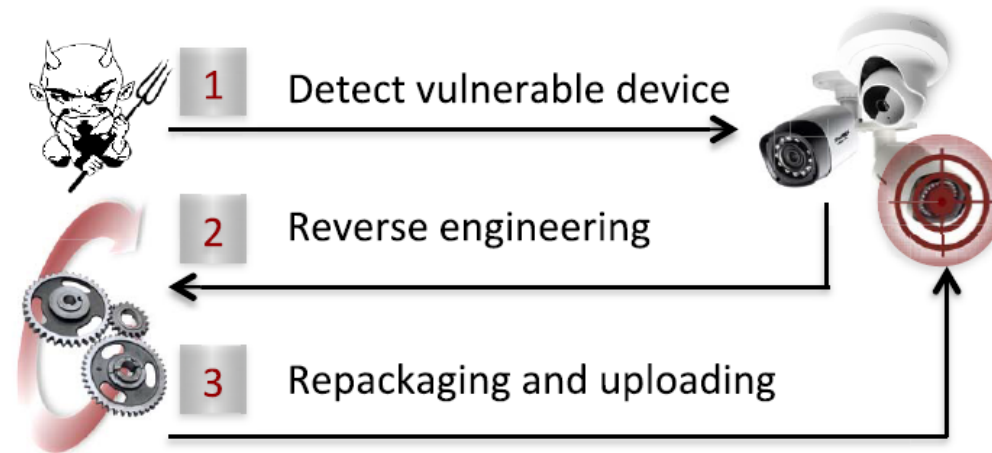 1 Detect vulnerable device
2 Reverse engineering
3 Repackaging and uploading